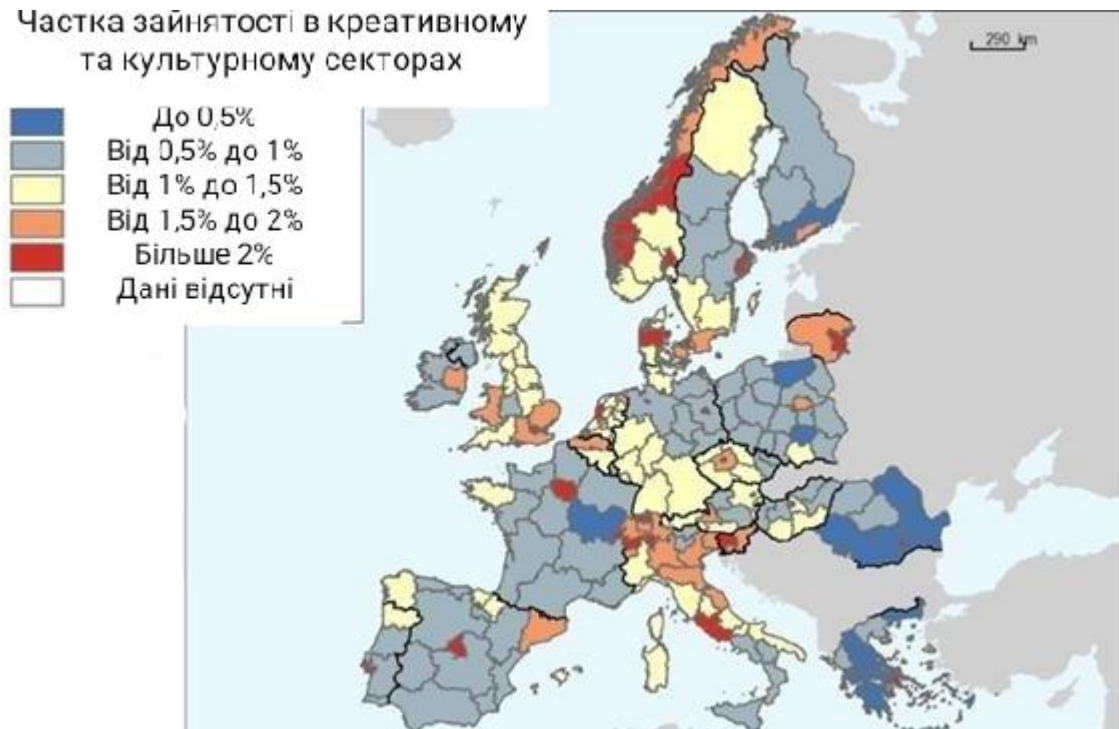 Частка зайнятості в креативному
та культурному секторах
До 0,5%
Від 0,5% до 1%
Від 1% до 1,5%
Від 1,5% до 2%
Більше 2%
Дані відсутні
290 km